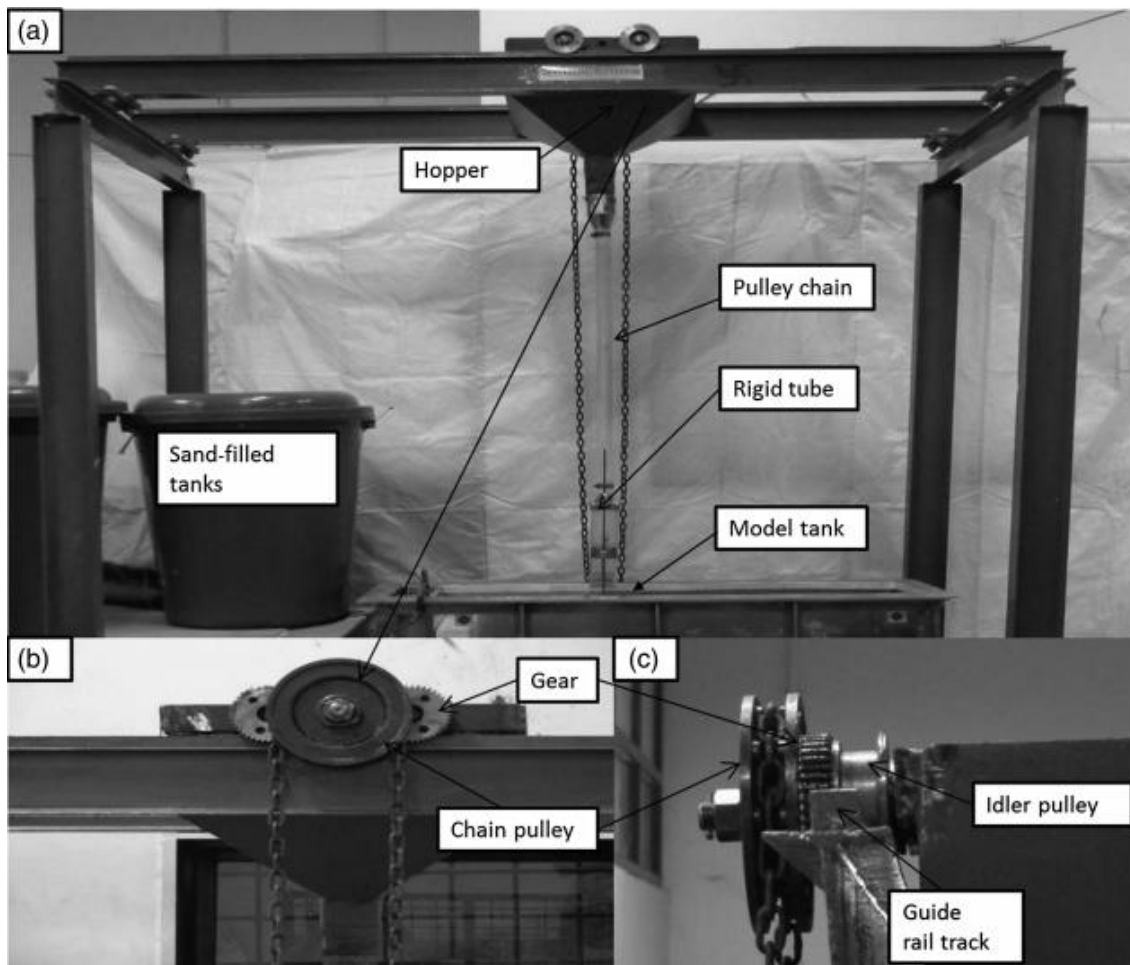 (a)
Hopper
Pulley chain
Rigid tube
Sand-filled
tanks
Model tank
(b)
(c)
Gear
Chain pulley
Idler pulley
Guide
rail track